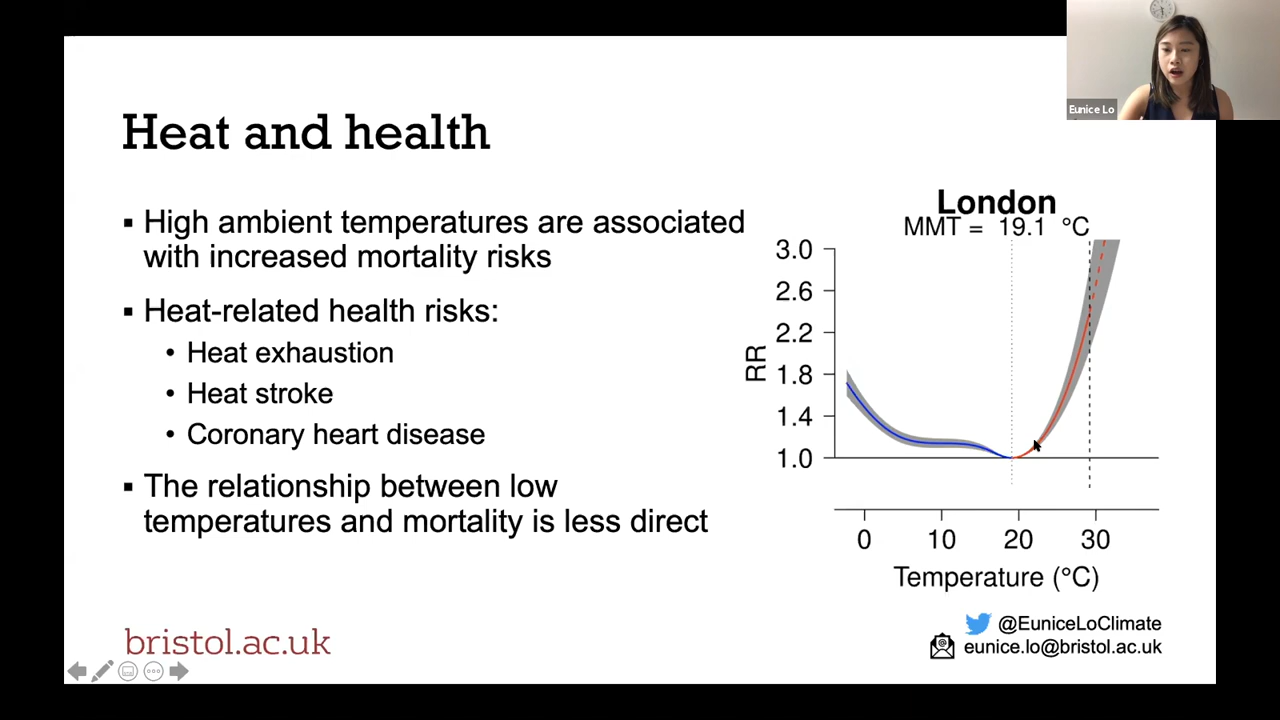 Eunice Lo
Heat and health
▪ High ambient temperatures are associated
with increased mortality risks
▪ Heat-related health risks:
• Heat exhaustion
• Heat stroke
• Coronary heart disease
▪ The relationship between low
temperatures and mortality is less direct
London
MMT = 19.1 °C
3.0
2.6
2.2
1.8
1.4
1.0
RR
0 10 20 30
Temperature (°C)
bristol.ac.uk
@EuniceLoClimate
eunice.lo@bristol.ac.uk